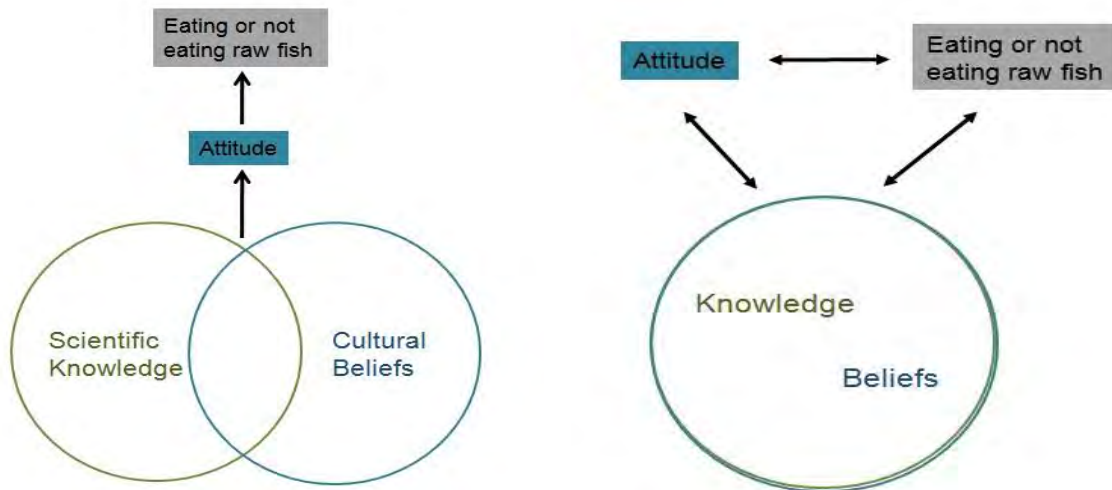 Eating or not
eating raw fish
Attitude
Scientific
Knowledge
Cultural
Beliefs
Attitude
Eating or not
eating raw fish
Knowledge
Beliefs